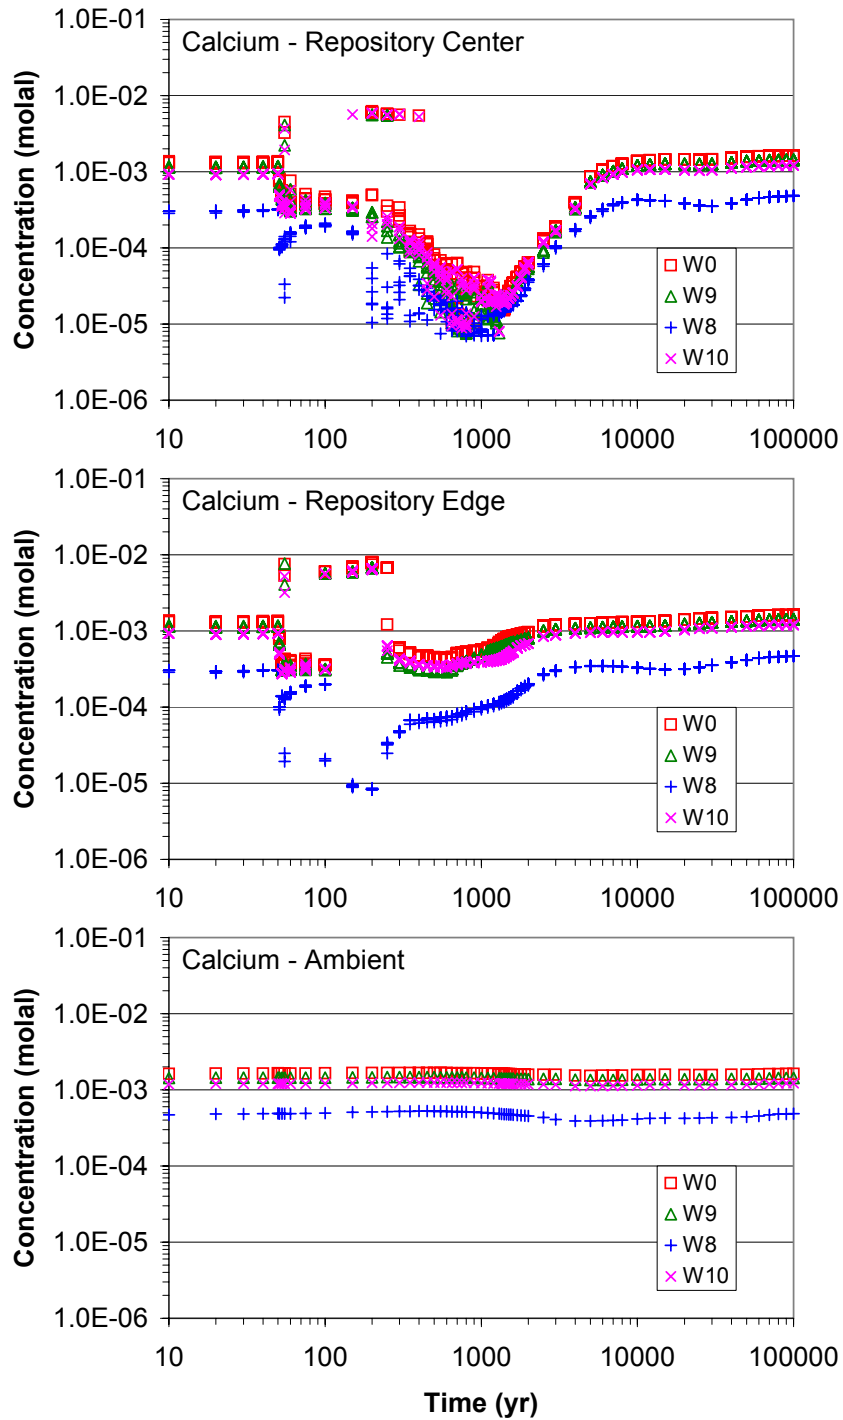 Calcium - Repository Center
Concentration (molal)
1.0E-01
1.0E-02
1.0E-03
1.0E-04
1.0E-05
1.0E-06
W0
W9
W8
W10
10 100 1000 10000 100000
Calcium - Repository Edge
Concentration (molal)
1.0E-01
1.0E-02
1.0E-03
1.0E-04
1.0E-05
1.0E-06
W0
W9
W8
W10
10 100 1000 10000 100000
Calcium - Ambient
Concentration (molal)
1.0E-01
1.0E-02
1.0E-03
1.0E-04
1.0E-05
1.0E-06
W0
W9
W8
W10
10 100 1000 10000 100000
Time (yr)